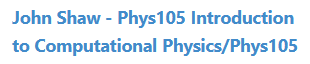 John Shaw - Phys105 Introduction
to Computational Physics/Phys105